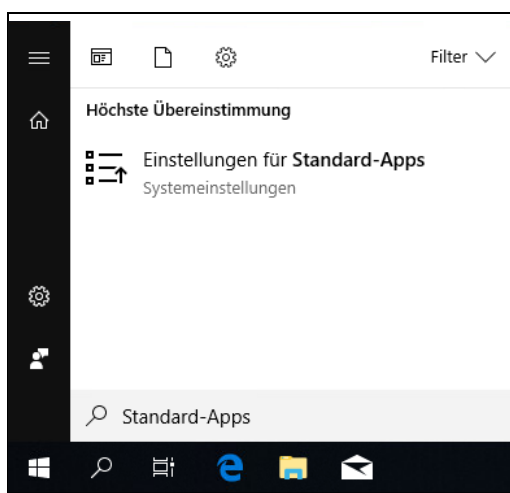 Filter
Höchste Übereinstimmung
Einstellungen für Standard-Apps
Systemeinstellungen
Standard-Apps